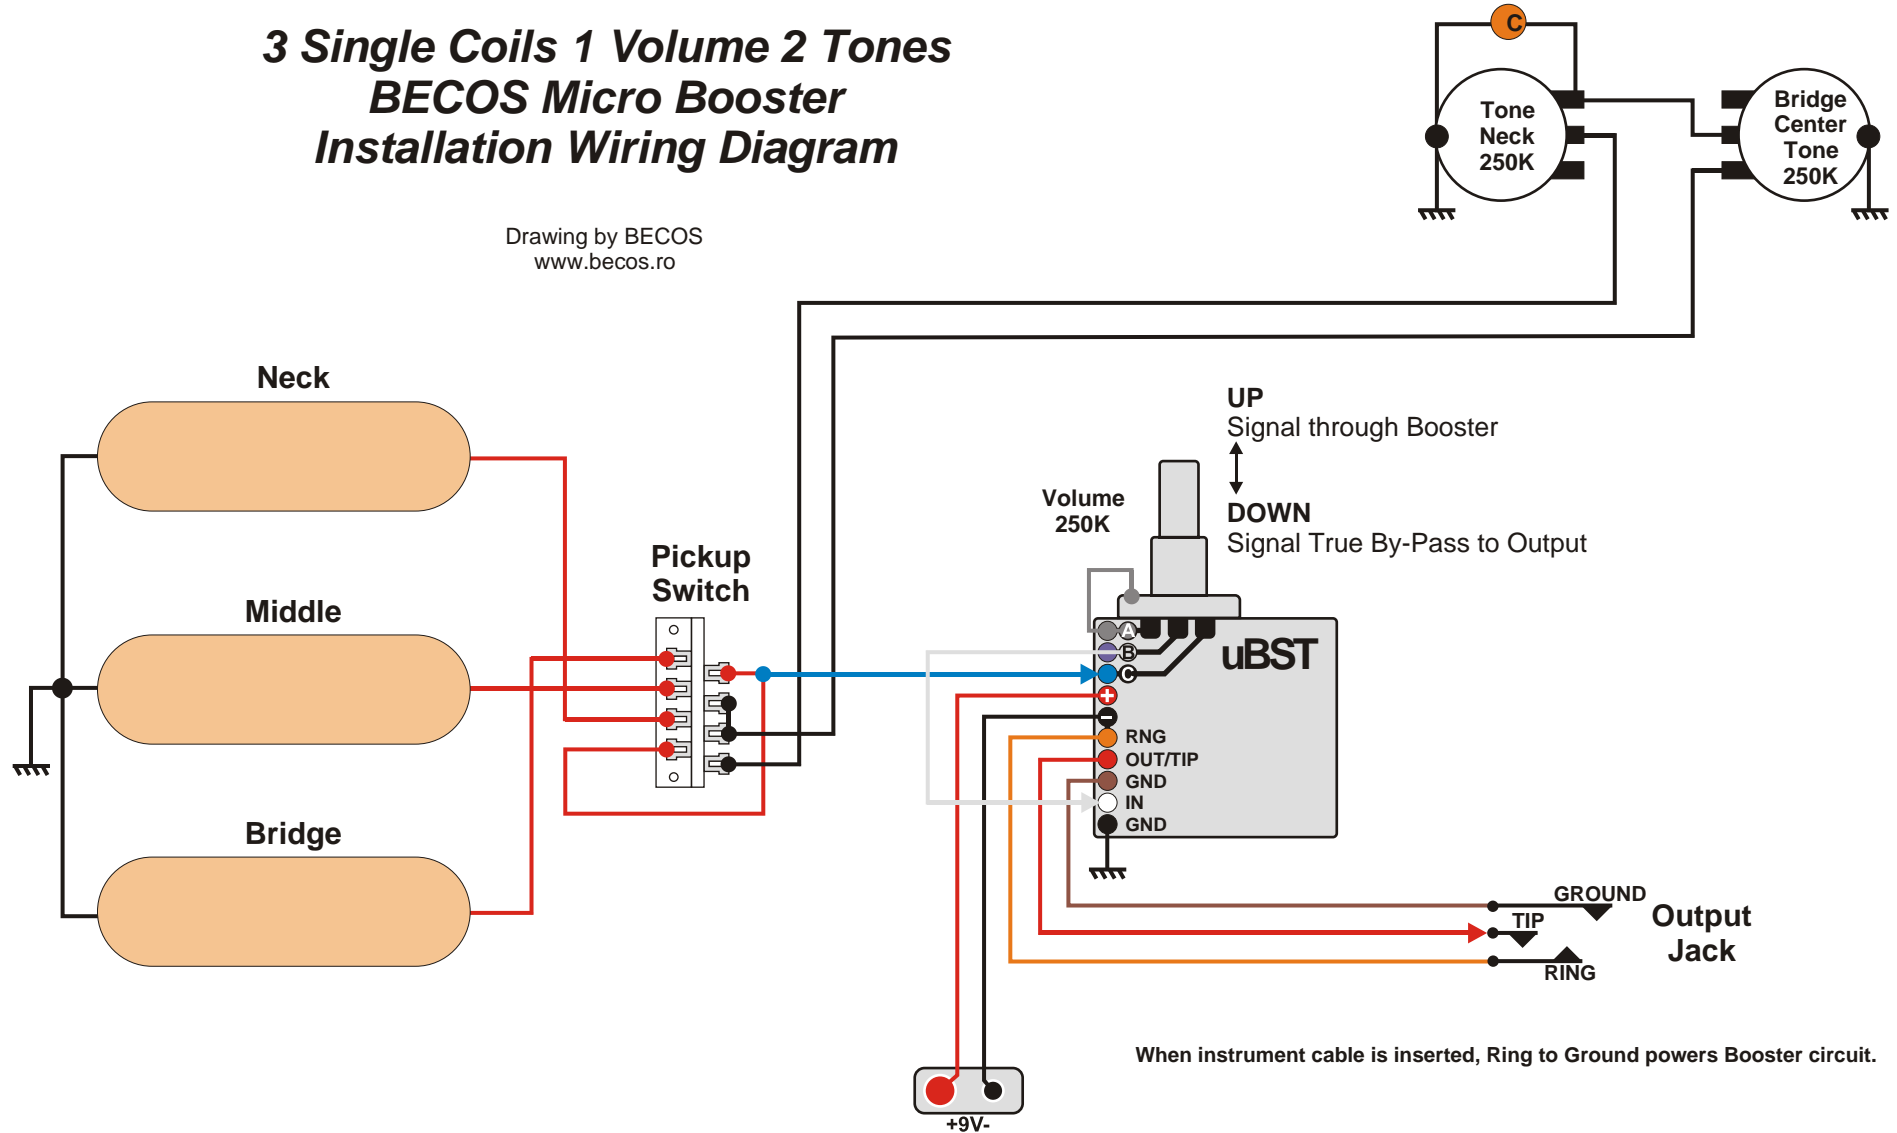 3 Single Coils 1 Volume 2 Tones
BECOS Micro Booster
Installation Wiring Diagram
Drawing by BECOS
www.becos.ro
C
Tone
Neck
250K
Bridge
Center
Tone
250K
Neck
Middle
Bridge
Pickup
Switch
Volume
250K
UP
Signal through Booster
DOWN
Signal True By-Pass to Output
A
B
C
uBST
+
-
RNG
OUT/TIP
GND
IN
GND
GROUND
TIP
RING
Output
Jack
When instrument cable is inserted, Ring to Ground powers Booster circuit.
+9V-